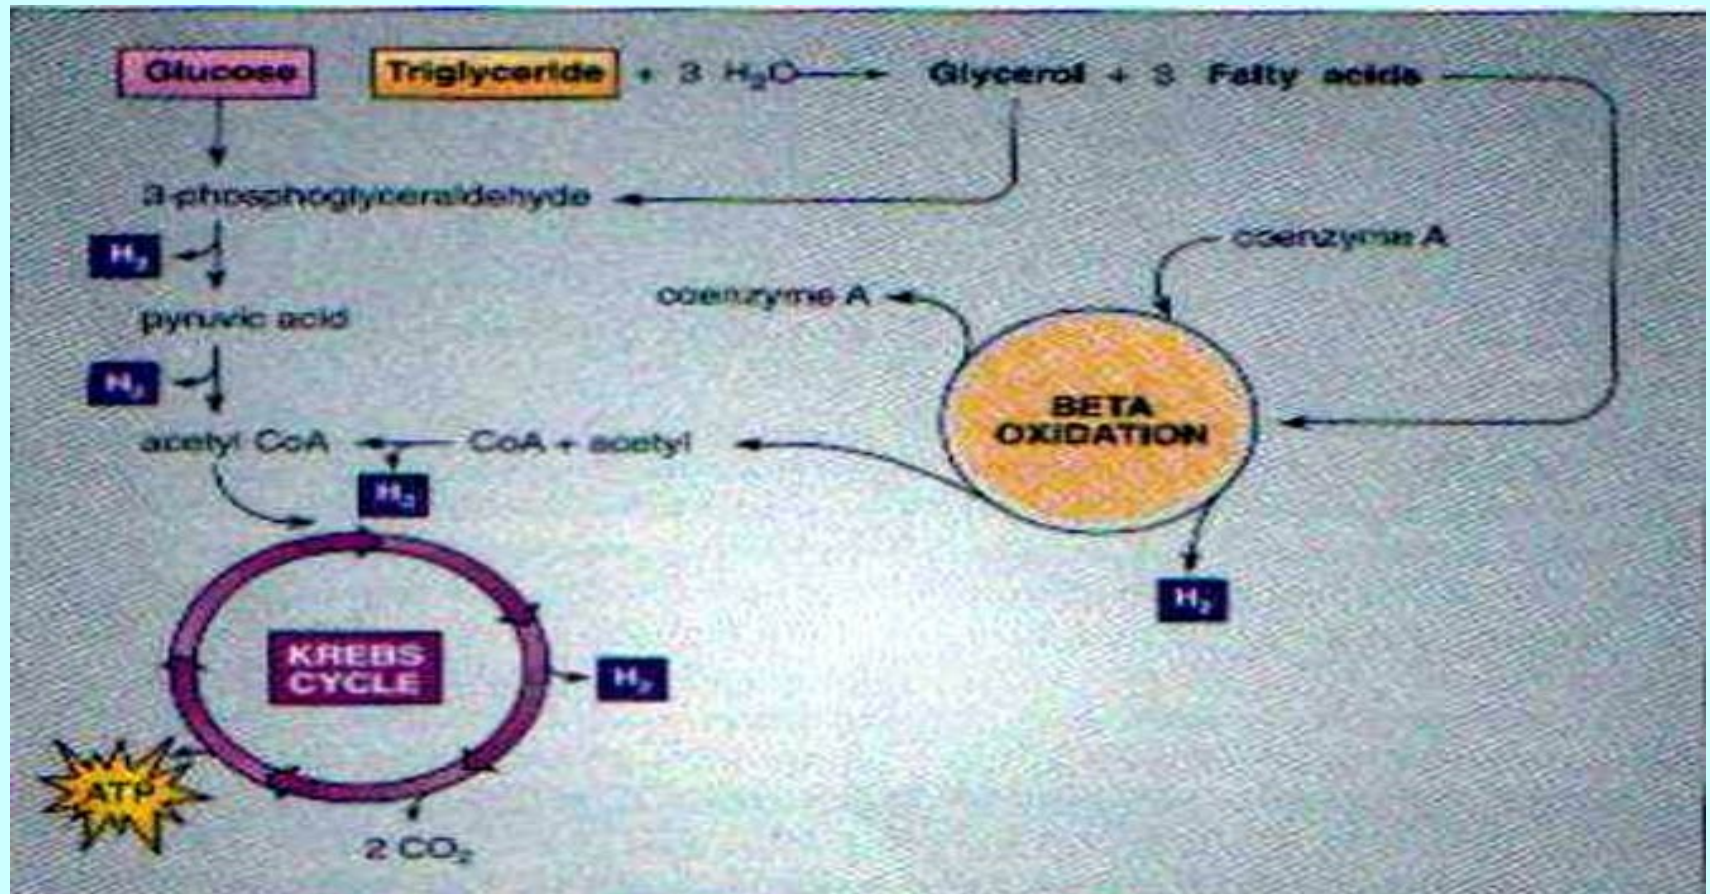 Glucose
Triglyceride + 3 H₂O → Glycerol + 3 Fatty acids
3-phosphoglyceraldehyde
H₂
coenzyme A
coenzyme A
pyruvic acid
H₂
BETA
OXIDATION
acetyl CoA
CoA + acetyl
H₂
H₂
KREBS
CYCLE
H₂
ATP
2 CO₂